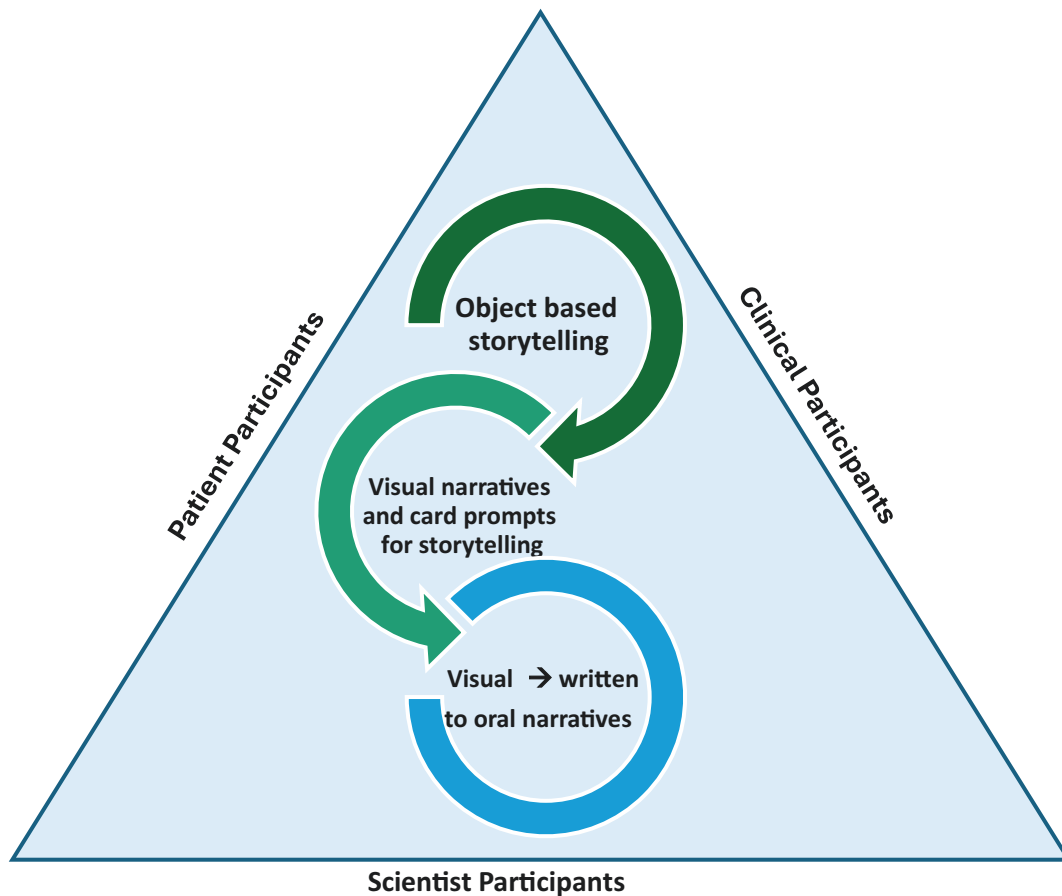 Object based
storytelling
Patient Participants
Clinical Participants
Visual narratives
and card prompts
for storytelling
Visual → written
to oral narratives
Scientist Participants